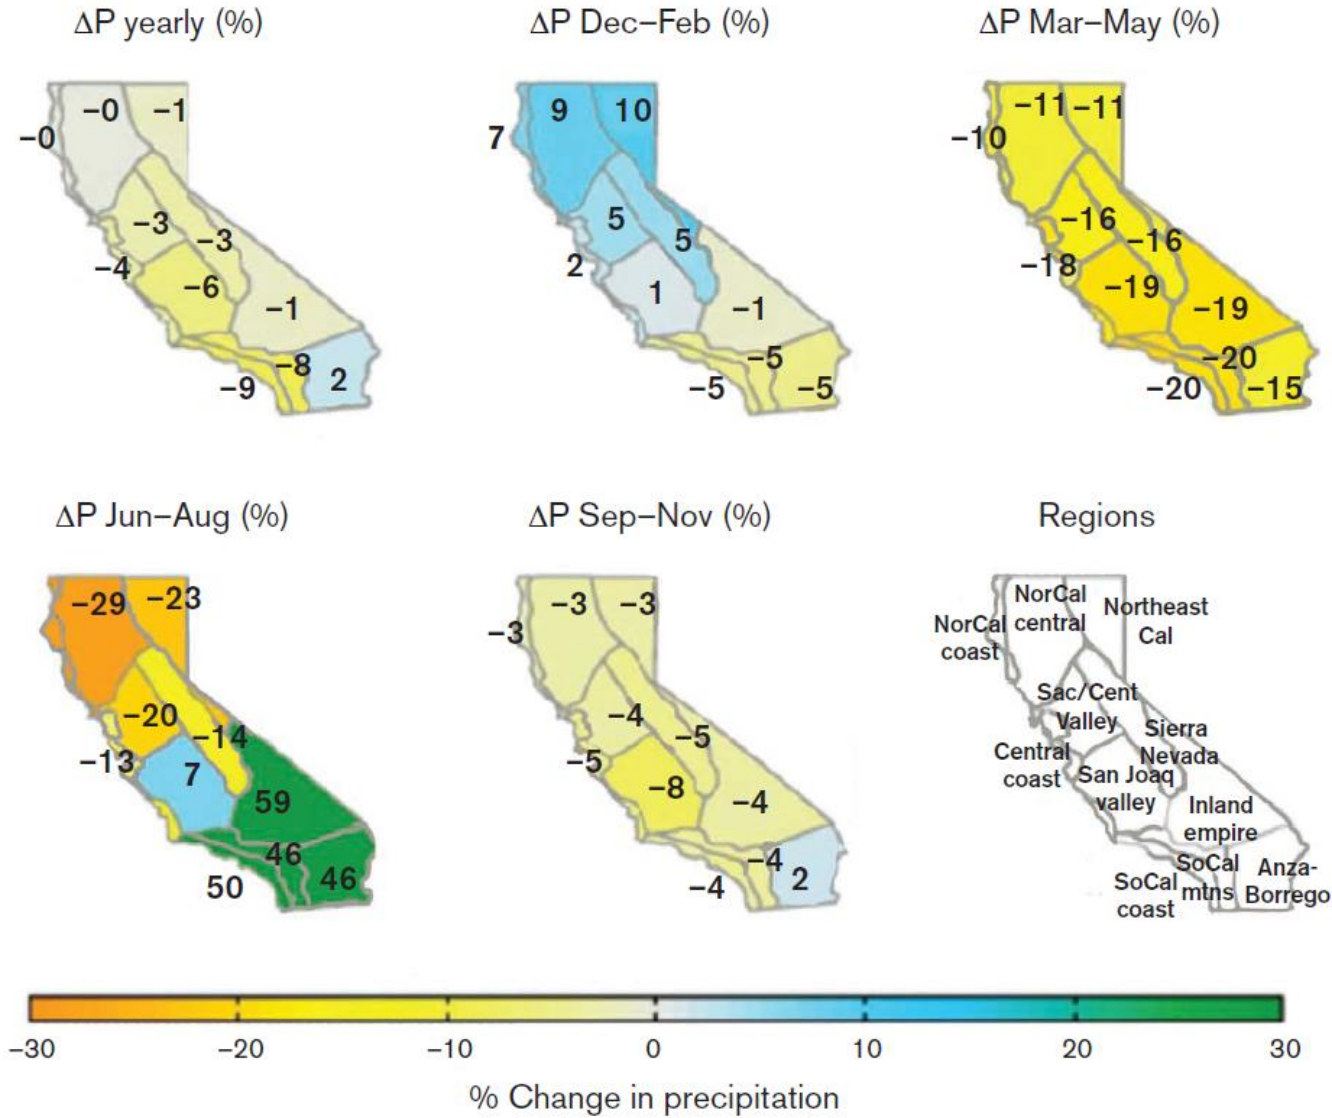 ΔP yearly (%)
ΔP Dec–Feb (%)
ΔP Mar–May (%)
–0 –1
–0
–3
–3
–4
–6
–1
–8
–9
2
9 10
7
5
5
2
1
–1
–5
–5
–5
–11 –11
–10
–16
–16
–18
–19
–19
–20
–20
–15
ΔP Jun–Aug (%)
ΔP Sep–Nov (%)
Regions
–29 –23
–20
–14
–13
7
59
46
50
46
–3 –3
–3
–4
–5
–5
–8
–4
–4
–4
2
NorCal
central
Northeast
Cal
NorCal
coast
Sac/Cent
Valley
Sierra
Nevada
Central
coast
San Joaq
valley
Inland
empire
SoCal
mtns
SoCal
coast
Anza-
Borrego
–30 –20 –10 0 10 20 30
% Change in precipitation